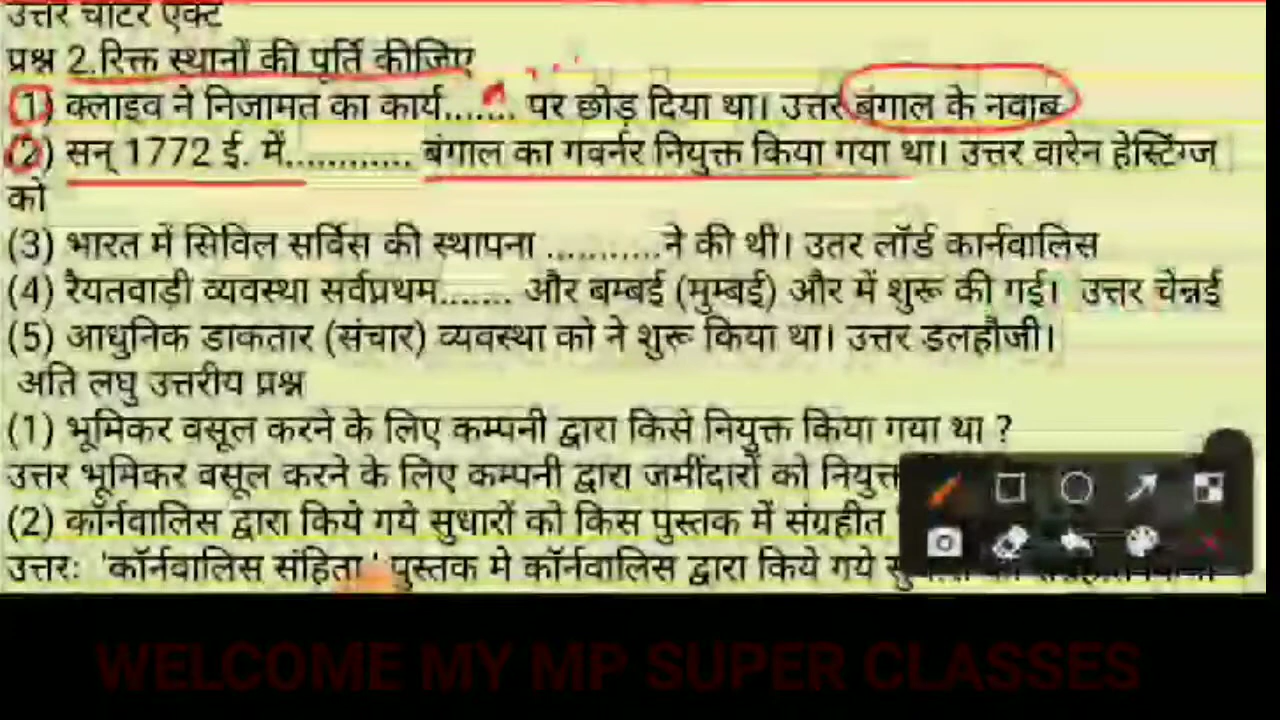 उत्तर चार्टर एक्ट
प्रश्न 2.रिक्त स्थानों की पूर्ति कीजिए
(1) क्लाइव ने निजामत का कार्य....... पर छोड़ दिया था। उत्तर बंगाल के नवाब
(2) सन् 1772 ई. में............ बंगाल का गवर्नर नियुक्त किया गया था। उत्तर वारेन हेस्टिंग्ज
को
(3) भारत में सिविल सर्विस की स्थापना ...........ने की थी। उतर लॉर्ड कार्नवालिस
(4) रैयतवाड़ी व्यवस्था सर्वप्रथम....... और बम्बई (मुम्बई) और में शुरू की गई। उत्तर चेन्नई
(5) आधुनिक डाकतार (संचार) व्यवस्था को ने शुरू किया था। उत्तर डलहौजी।
अति लघु उत्तरीय प्रश्न
(1) भूमिकर वसूल करने के लिए कम्पनी द्वारा किसे नियुक्त किया गया था ?
उत्तर भूमिकर वसूल करने के लिए कम्पनी द्वारा जमींदारों को नियुक्त
(2) कॉर्नवालिस द्वारा किये गये सुधारों को किस पुस्तक में संग्रहीत
उत्तरः 'कॉर्नवालिस संहिता ' पुस्तक मे कॉर्नवालिस द्वारा किये गये
WELCOME MY MP SUPER CLASSES